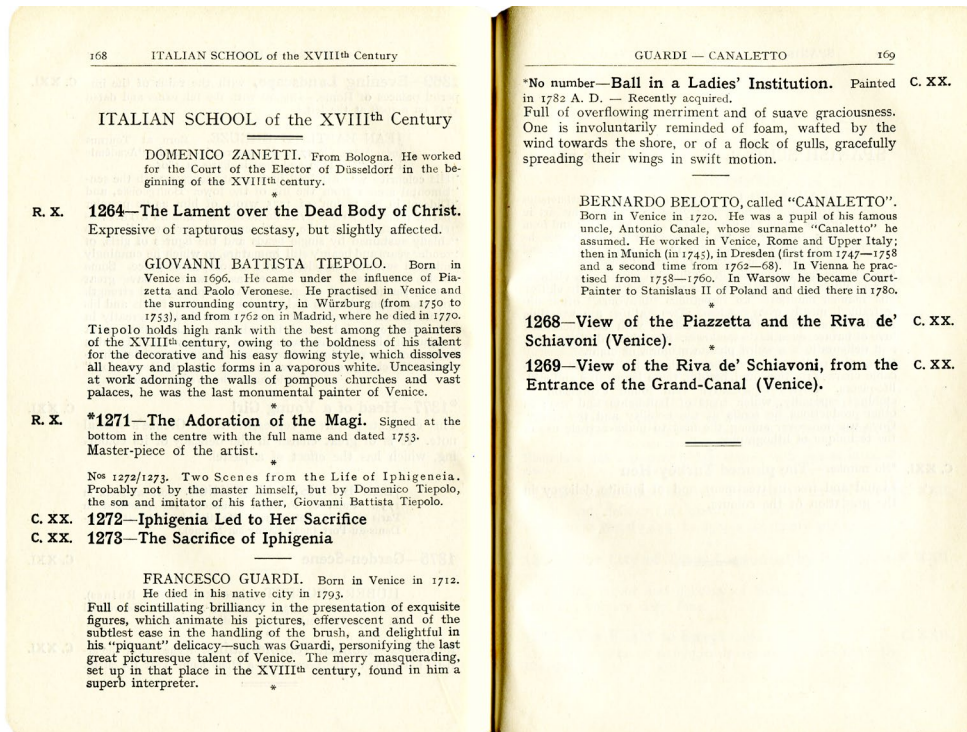 168 ITALIAN SCHOOL of the XVIIIth Century
ITALIAN SCHOOL of the XVIIIth Century
DOMENICO ZANETTI. From Bologna. He worked
for the Court of the Elector of Düsseldorf in the be-
ginning of the XVIIIth century.
*
R. X. 1264—The Lament over the Dead Body of Christ.
Expressive of rapturous ecstasy, but slightly affected.
GIOVANNI BATTISTA TIEPOLO. Born in
Venice in 1696. He came under the influence of Pia-
zetta and Paolo Veronese. He practised in Venice and
the surrounding country, in Würzburg (from 1750 to
1753), and from 1762 on in Madrid, where he died in 1770.
Tiepolo holds high rank with the best among the painters
of the XVIIIth century, owing to the boldness of his talent
for the decorative and his easy flowing style, which dissolves
all heavy and plastic forms in a vaporous white. Unceasingly
at work adorning the walls of pompous churches and vast
palaces, he was the last monumental painter of Venice.
*
R. X. *1271—The Adoration of the Magi. Signed at the
bottom in the centre with the full name and dated 1753.
Master-piece of the artist.
*
Nos 1272/1273. Two Scenes from the Life of Iphigeneia.
Probably not by the master himself, but by Domenico Tiepolo,
the son and imitator of his father, Giovanni Battista Tiepolo.
C. XX. 1272—Iphigenia Led to Her Sacrifice
C. XX. 1273—The Sacrifice of Iphigenia
FRANCESCO GUARDI. Born in Venice in 1712.
He died in his native city in 1793.
Full of scintillating brilliancy in the presentation of exquisite
figures, which animate his pictures, effervescent and of the
subtlest ease in the handling of the brush, and delightful in
his "piquant" delicacy—such was Guardi, personifying the last
great picturesque talent of Venice. The merry masquerading,
set up in that place in the XVIIIth century, found in him a
superb interpreter.
*
GUARDI — CANALETTO 169
*No number—Ball in a Ladies' Institution. Painted C. XX.
in 1782 A. D. — Recently acquired.
Full of overflowing merriment and of suave graciousness.
One is involuntarily reminded of foam, wafted by the
wind towards the shore, or of a flock of gulls, gracefully
spreading their wings in swift motion.
BERNARDO BELOTTO, called "CANALETTO".
Born in Venice in 1720. He was a pupil of his famous
uncle, Antonio Canale, whose surname "Canaletto" he
assumed. He worked in Venice, Rome and Upper Italy;
then in Munich (in 1745), in Dresden (first from 1747—1758
and a second time from 1762—68). In Vienna he prac-
tised from 1758—1760. In Warsow he became Court-
Painter to Stanislaus II of Poland and died there in 1780.
*
1268—View of the Piazzetta and the Riva de' C. XX.
Schiavoni (Venice).
*
1269—View of the Riva de' Schiavoni, from the C. XX.
Entrance of the Grand-Canal (Venice).